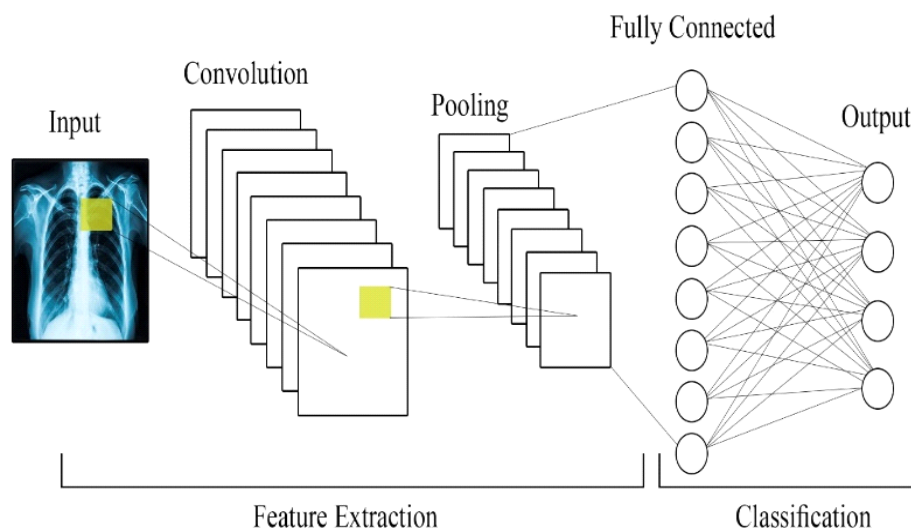 Fully Connected
Convolution
Pooling
Input
Output
Feature Extraction
Classification